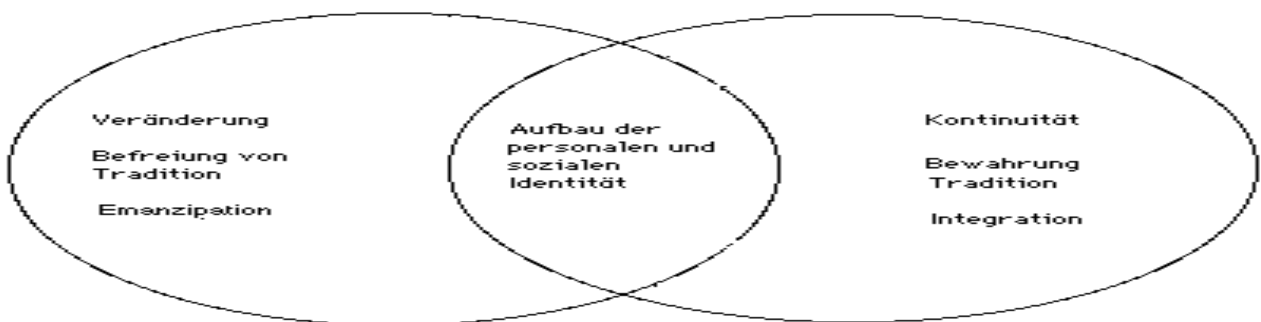 Veränderung
Befreiung von
Tradition
Emanzipation
Aufbau der
personalen und
sozialen
Identität
Kontinuität
Bewahrung
Tradition
Integration